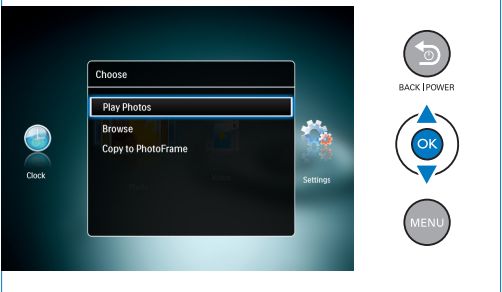 Choose
Play Photos
Browse
Copy to PhotoFrame
Clock
Settings
BACK | POWER
OK
MENU